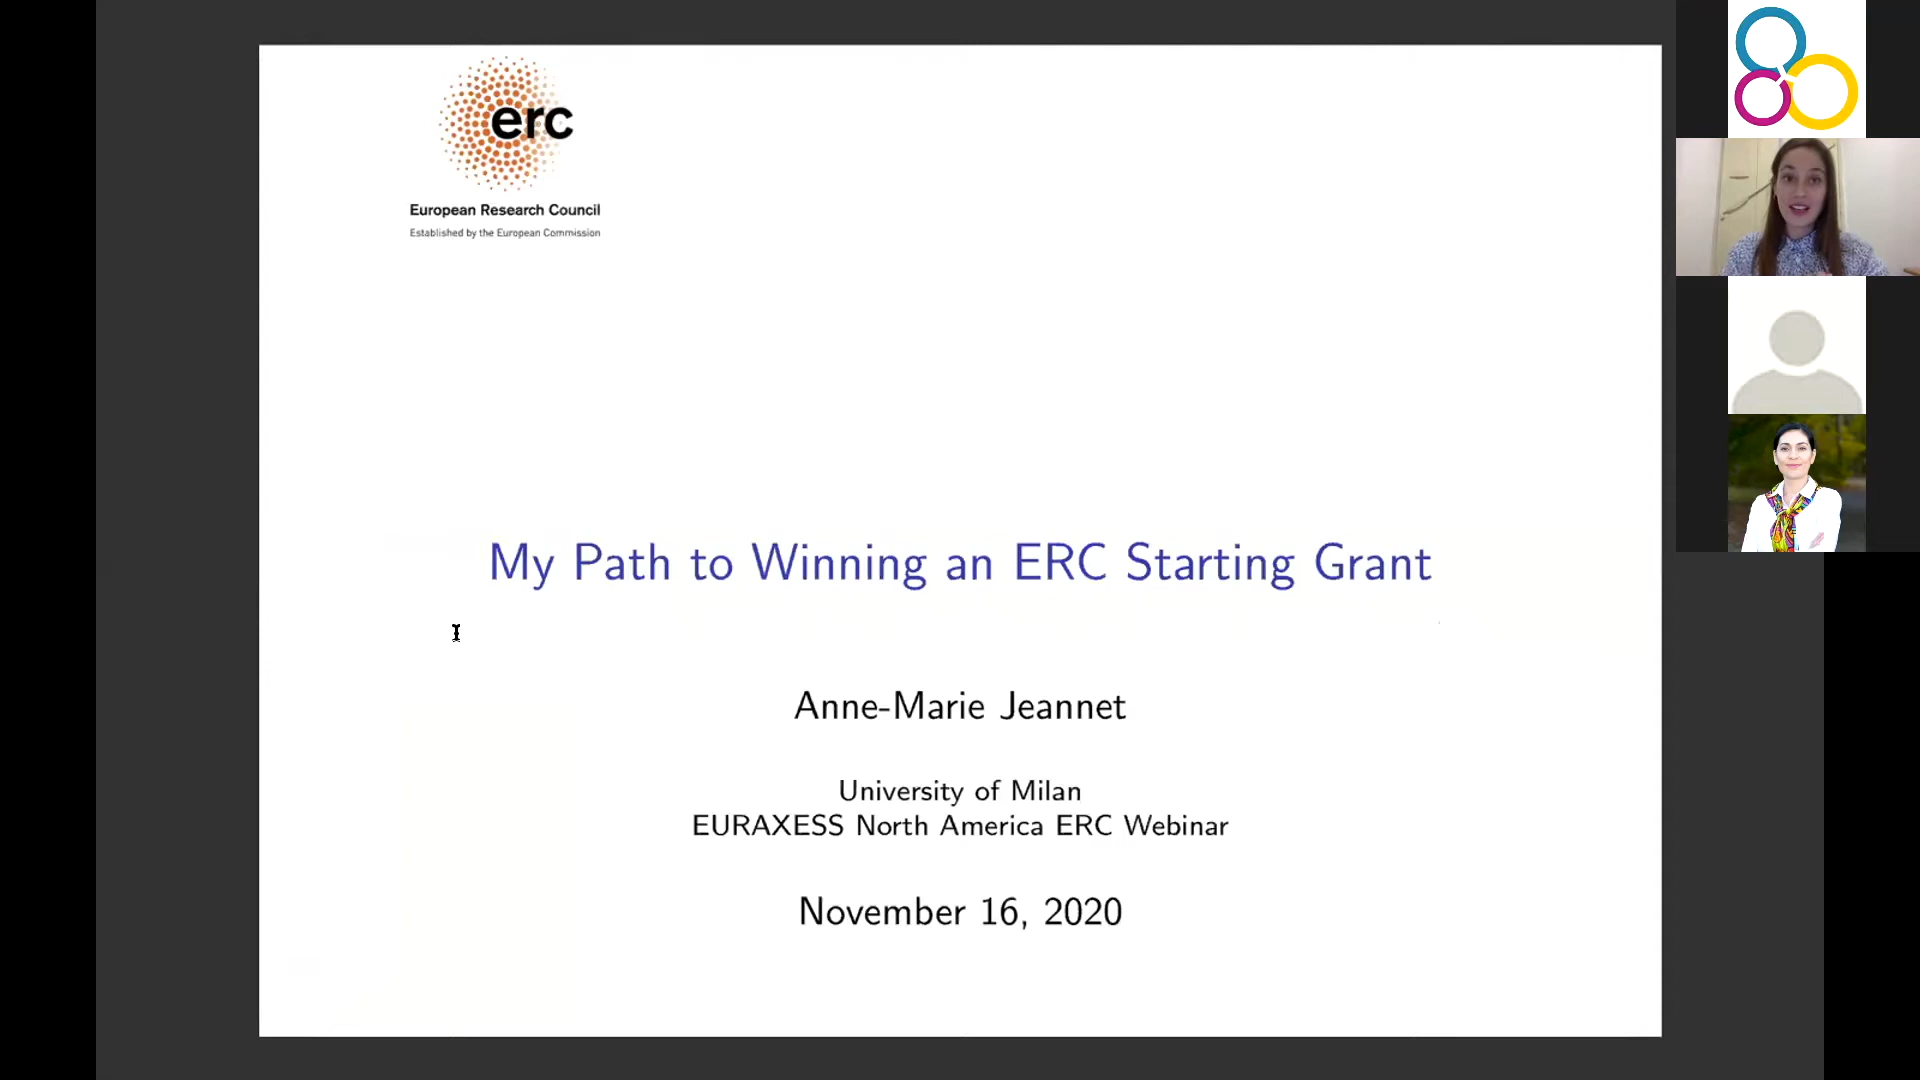 erc
European Research Council
Established by the European Commission
My Path to Winning an ERC Starting Grant
Anne-Marie Jeannet
University of Milan
EURAXESS North America ERC Webinar
November 16, 2020